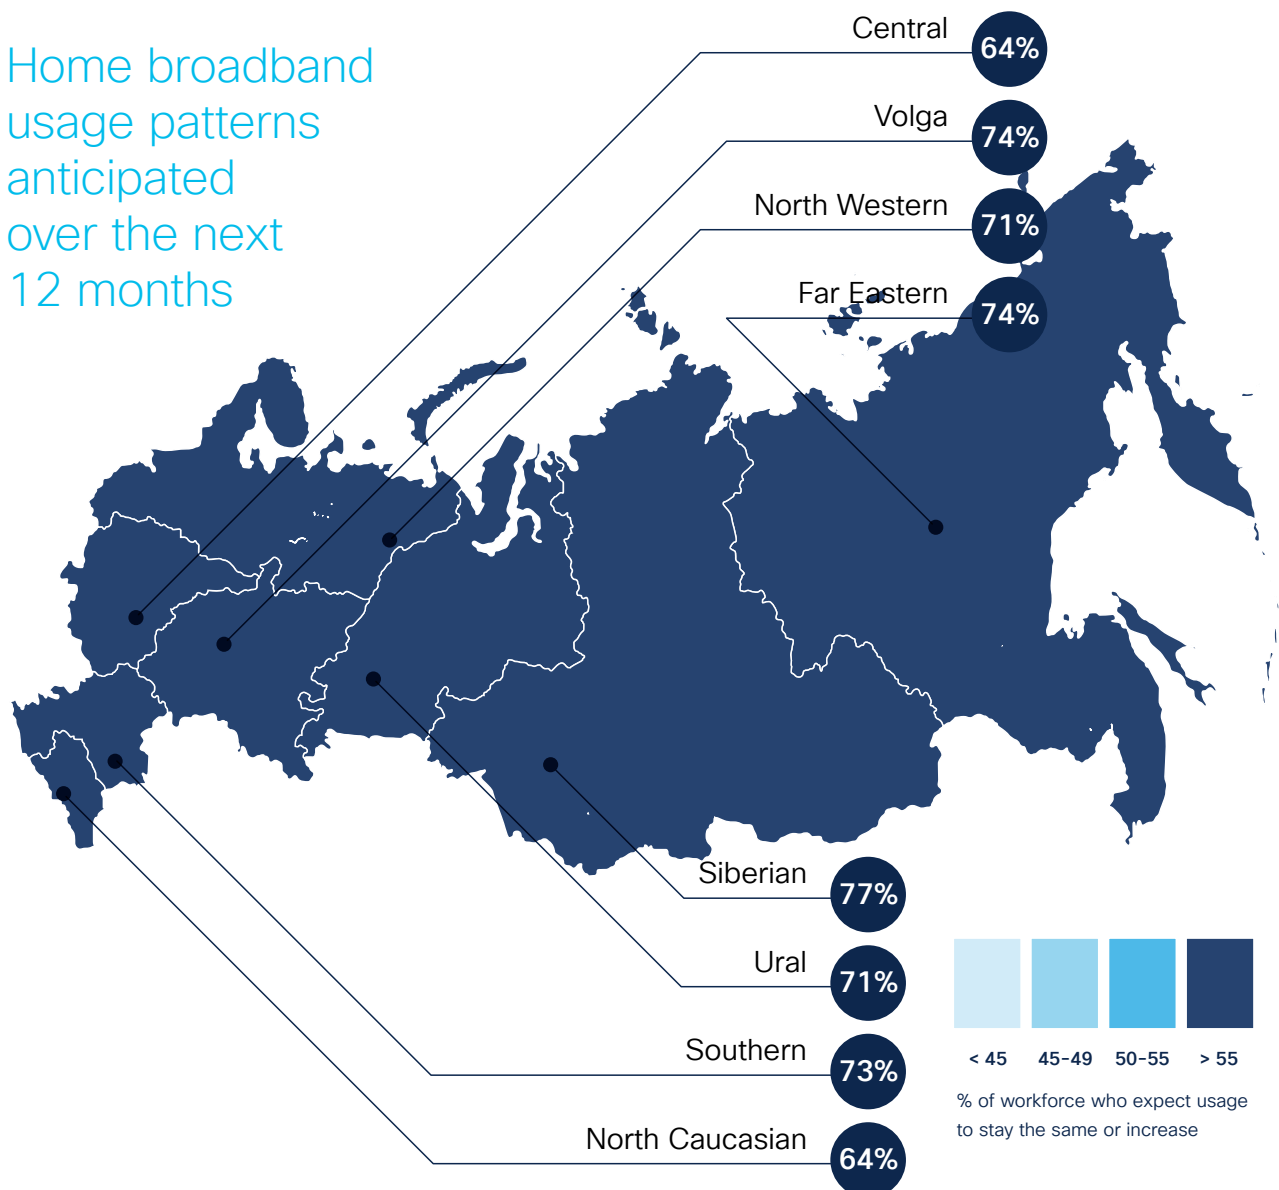 Home broadband
usage patterns
anticipated
over the next
12 months
Central 64%
Volga 74%
North Western 71%
Far Eastern 74%
Siberian 77%
Ural 71%
Southern 73%
North Caucasian 64%
< 45 45-49 50-55 > 55
% of workforce who expect usage
to stay the same or increase